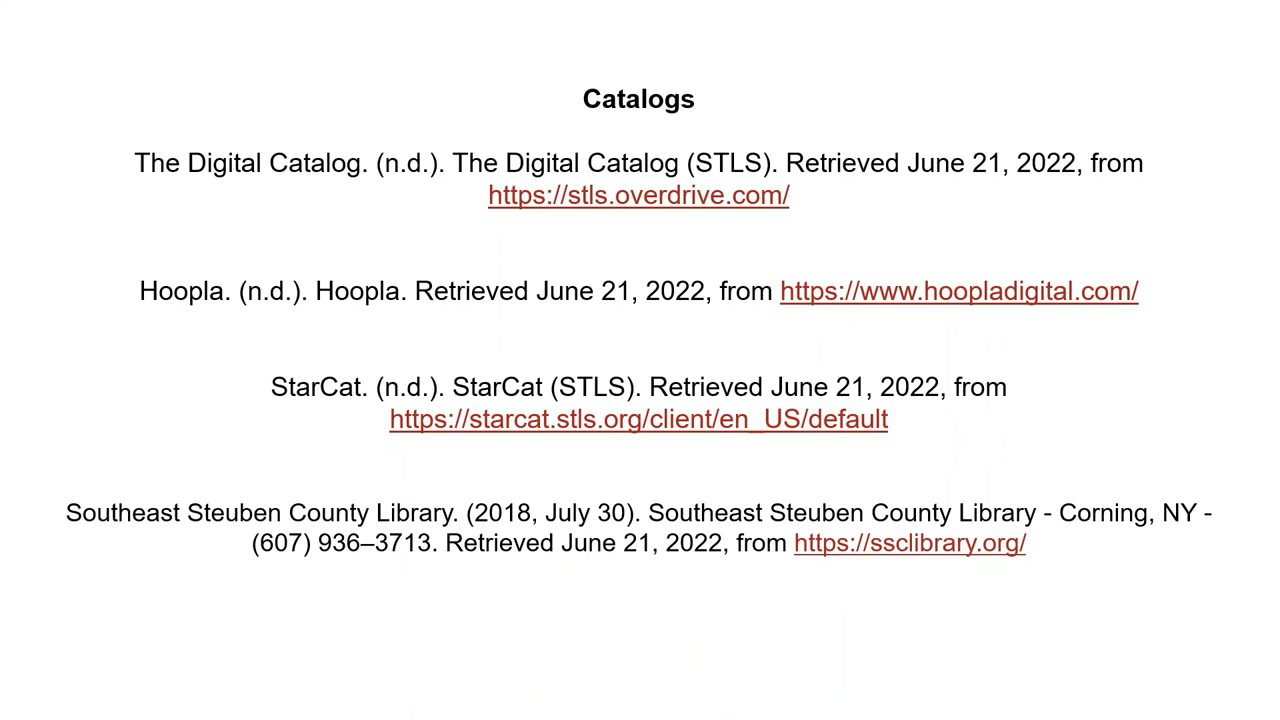 Catalogs
The Digital Catalog. (n.d.). The Digital Catalog (STLS). Retrieved June 21, 2022, from
https://stls.overdrive.com/
Hoopla. (n.d.). Hoopla. Retrieved June 21, 2022, from https://www.hoopladigital.com/
StarCat. (n.d.). StarCat (STLS). Retrieved June 21, 2022, from
https://starcat.stls.org/client/en_US/default
Southeast Steuben County Library. (2018, July 30). Southeast Steuben County Library - Corning, NY -
(607) 936–3713. Retrieved June 21, 2022, from https://ssclibrary.org/